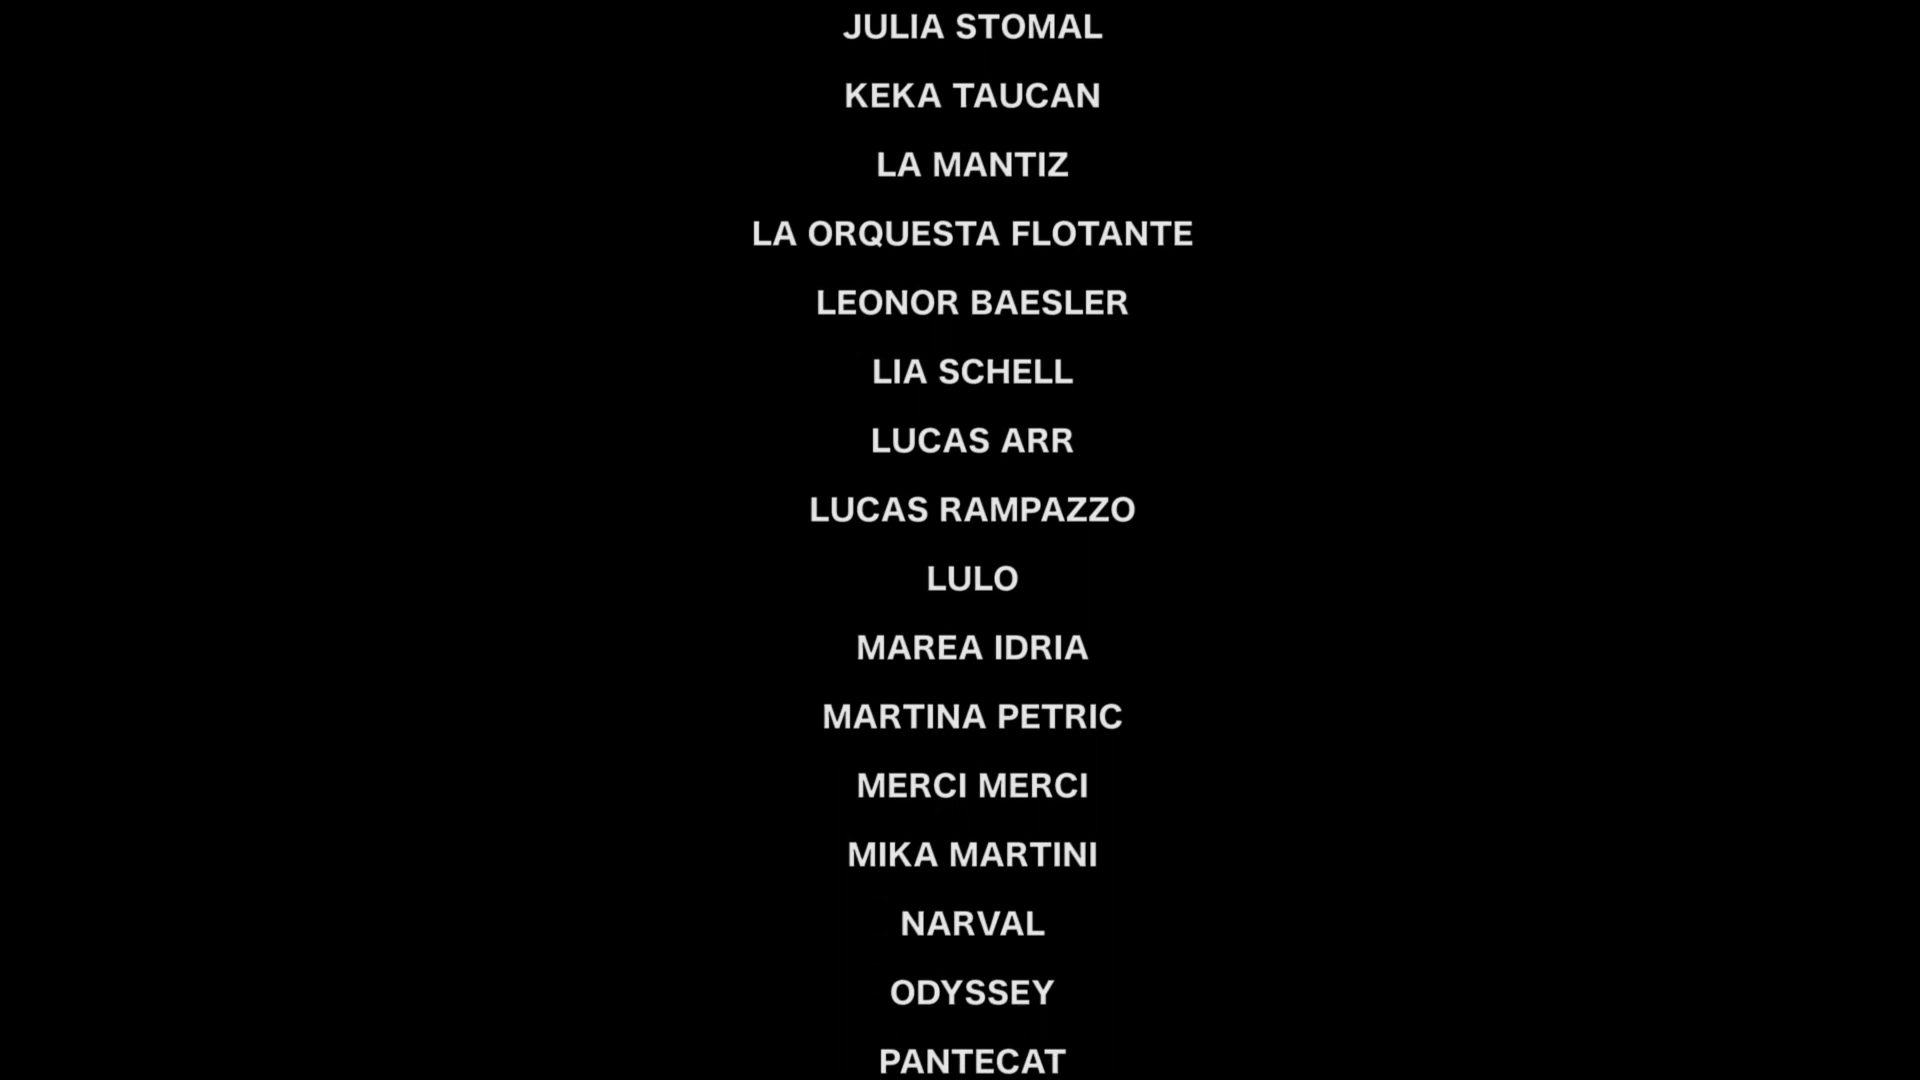 JULIA STOMAL
KEKA TAUCAN
LA MANTIZ
LA ORQUESTA FLOTANTE
LEONOR BAESLER
LIA SCHELL
LUCAS ARR
LUCAS RAMPAZZO
LULO
MAREA IDRIA
MARTINA PETRIC
MERCI MERCI
MIKA MARTINI
NARVAL
ODYSSEY
PANTECAT